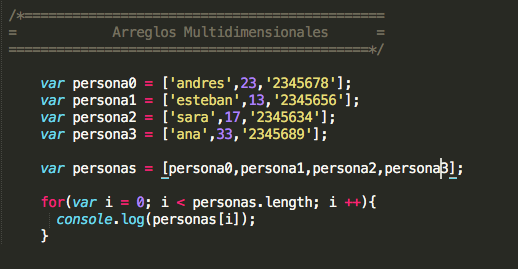 /*=============================================
=            Arreglos Multidimensionales      =
=============================================*/
var persona0 = ['andres',23,'2345678'];
var persona1 = ['esteban',13,'2345656'];
var persona2 = ['sara',17,'2345634'];
var persona3 = ['ana',33,'2345689'];
var personas = [persona0,persona1,persona2,persona3];
for(var i = 0; i < personas.length; i ++){
console.log(personas[i]);
}